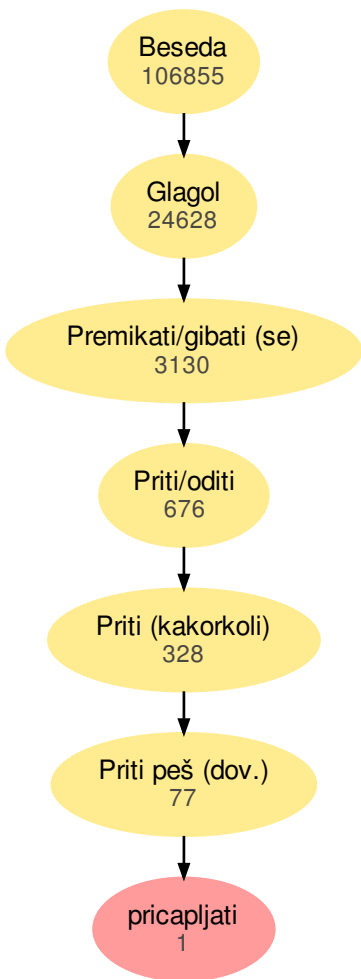 Beseda
106855
Glagol
24628
Premikati/gibati (se)
3130
Priti/oditi
676
Priti (kakorkoli)
328
Priti peš (dov.)
77
pricapljati
1